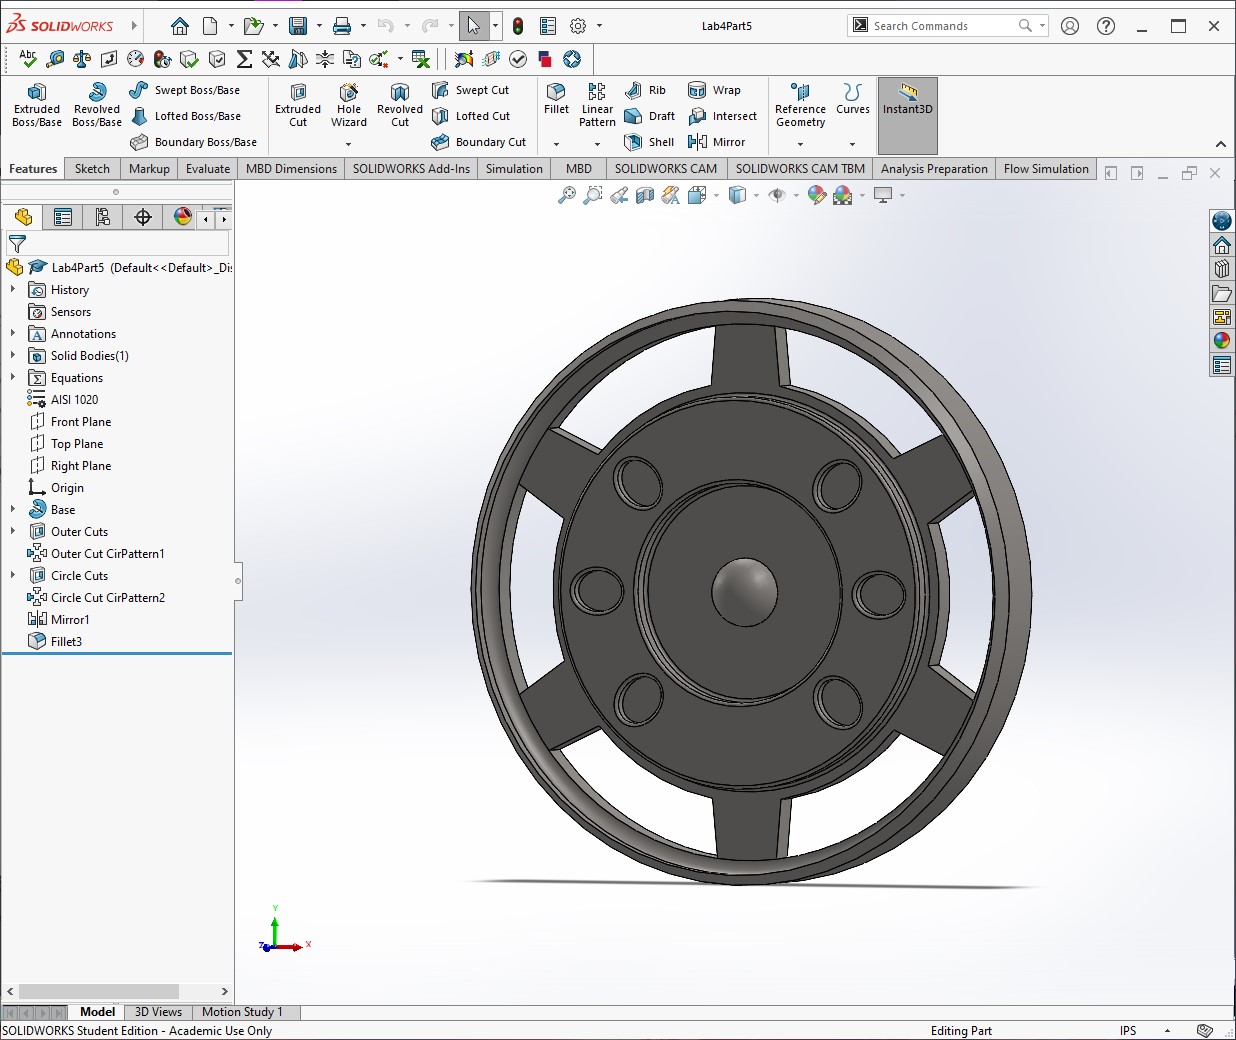 SOLIDWORKS
Lab4Part5
Search Commands
Abc
Extruded Boss/Base
Revolved Boss/Base
Swept Boss/Base
Lofted Boss/Base
Boundary Boss/Base
Extruded Cut
Hole Wizard
Revolved Cut
Swept Cut
Lofted Cut
Boundary Cut
Fillet
Linear Pattern
Rib
Draft
Shell
Wrap
Intersect
Mirror
Reference Geometry
Curves
Instant3D
Features Sketch Markup Evaluate MBD Dimensions SOLIDWORKS Add-Ins Simulation MBD SOLIDWORKS CAM SOLIDWORKS CAM TBM Analysis Preparation Flow Simulation
Lab4Part5 (Default<<Default>_Dis
History
Sensors
Annotations
Solid Bodies(1)
Equations
AISI 1020
Front Plane
Top Plane
Right Plane
Origin
Base
Outer Cuts
Outer Cut CirPattern1
Circle Cuts
Circle Cut CirPattern2
Mirror1
Fillet3
Y
Z
X
Model 3D Views Motion Study 1
SOLIDWORKS Student Edition - Academic Use Only
Editing Part
IPS